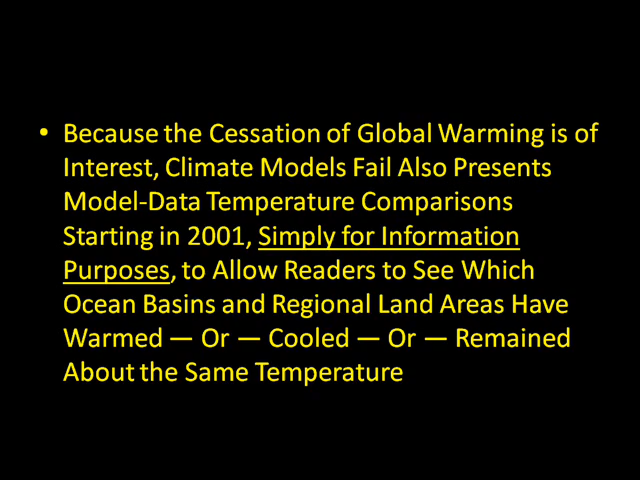 • Because the Cessation of Global Warming is of
Interest, Climate Models Fail Also Presents
Model-Data Temperature Comparisons
Starting in 2001, Simply for Information
Purposes, to Allow Readers to See Which
Ocean Basins and Regional Land Areas Have
Warmed — Or — Cooled — Or — Remained
About the Same Temperature